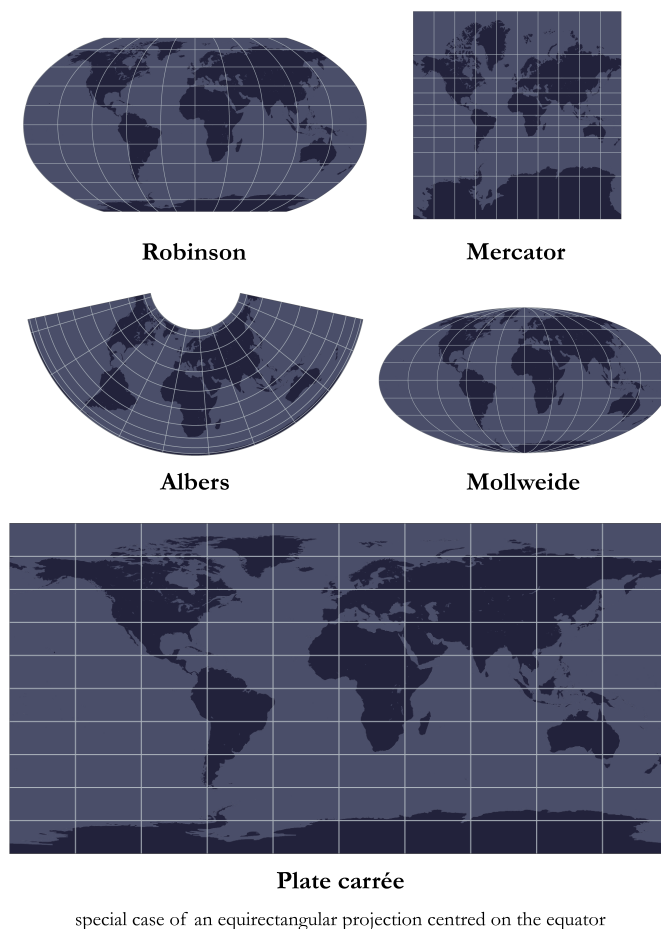 Robinson
Mercator
Albers
Mollweide
Plate carrée
special case of an equirectangular projection centred on the equator